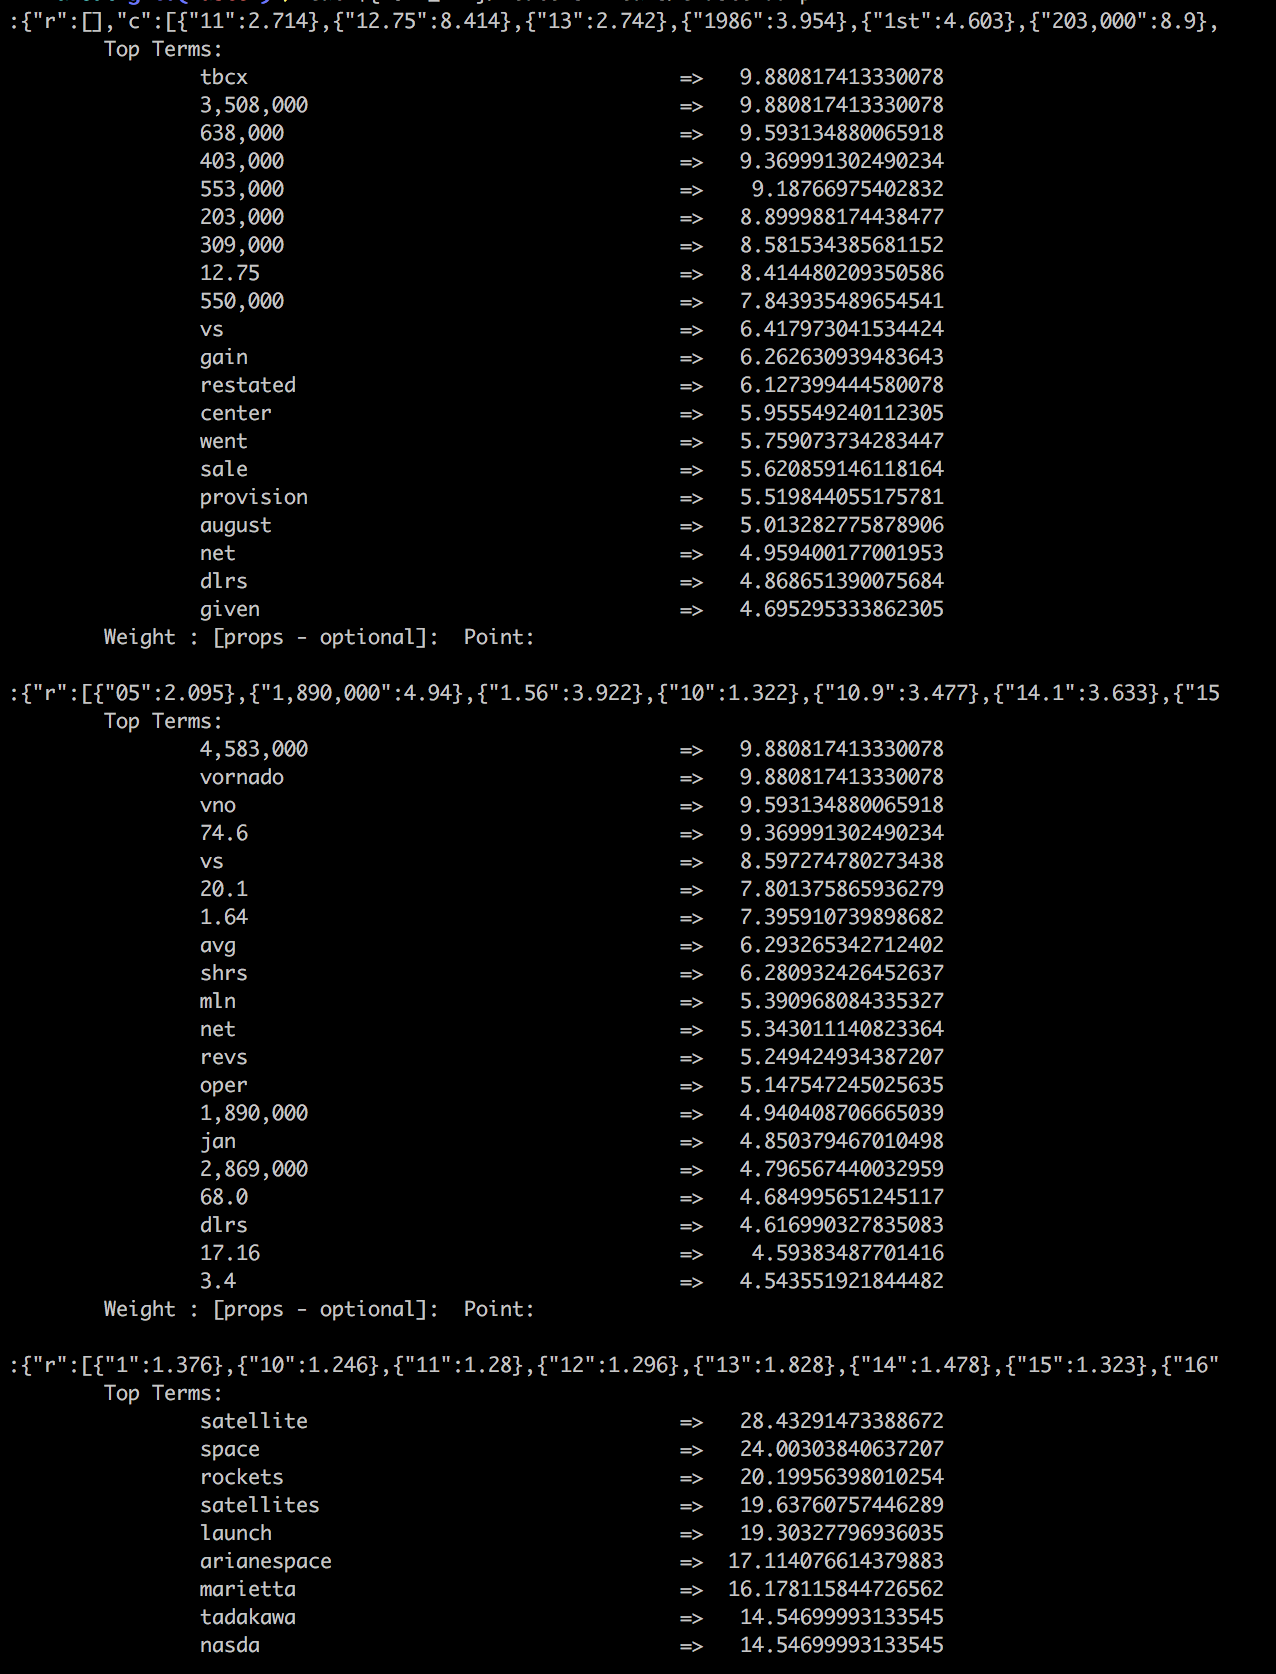 :{"r":[],"c":[{"11":2.714},{"12.75":8.414},{"13":2.742},{"1986":3.954},{"1st":4.603},{"203,000":8.9},
Top Terms:
tbcx => 9.880817413330078
3,508,000 => 9.880817413330078
638,000 => 9.593134880065918
403,000 => 9.369991302490234
553,000 => 9.18766975402832
203,000 => 8.899988174438477
309,000 => 8.581534385681152
12.75 => 8.414480209350586
550,000 => 7.843935489654541
vs => 6.417973041534424
gain => 6.262630939483643
restated => 6.127399444580078
center => 5.955549240112305
went => 5.759073734283447
sale => 5.620859146118164
provision => 5.519844055175781
august => 5.013282775878906
net => 4.959400177001953
dlrs => 4.868651390075684
given => 4.695295333862305
Weight : [props - optional]:  Point:
:{"r":[{"05":2.095},{"1,890,000":4.94},{"1.56":3.922},{"10":1.322},{"10.9":3.477},{"14.1":3.633},{"15
Top Terms:
4,583,000 => 9.880817413330078
vornado => 9.880817413330078
vno => 9.593134880065918
74.6 => 9.369991302490234
vs => 8.597274780273438
20.1 => 7.801375865936279
1.64 => 7.395910739898682
avg => 6.293265342712402
shrs => 6.280932426452637
mln => 5.390968084335327
net => 5.343011140823364
revs => 5.249424934387207
oper => 5.147547245025635
1,890,000 => 4.940408706665039
jan => 4.850379467010498
2,869,000 => 4.796567440032959
68.0 => 4.684995651245117
dlrs => 4.616990327835083
17.16 => 4.59383487701416
3.4 => 4.543551921844482
Weight : [props - optional]:  Point:
:{"r":[{"1":1.376},{"10":1.246},{"11":1.28},{"12":1.296},{"13":1.828},{"14":1.478},{"15":1.323},{"16"
Top Terms:
satellite => 28.43291473388672
space => 24.00303840637207
rockets => 20.19956398010254
satellites => 19.63760757446289
launch => 19.30327796936035
arianespace => 17.114076614379883
marietta => 16.178115844726562
tadakawa => 14.54699993133545
nasda => 14.54699993133545